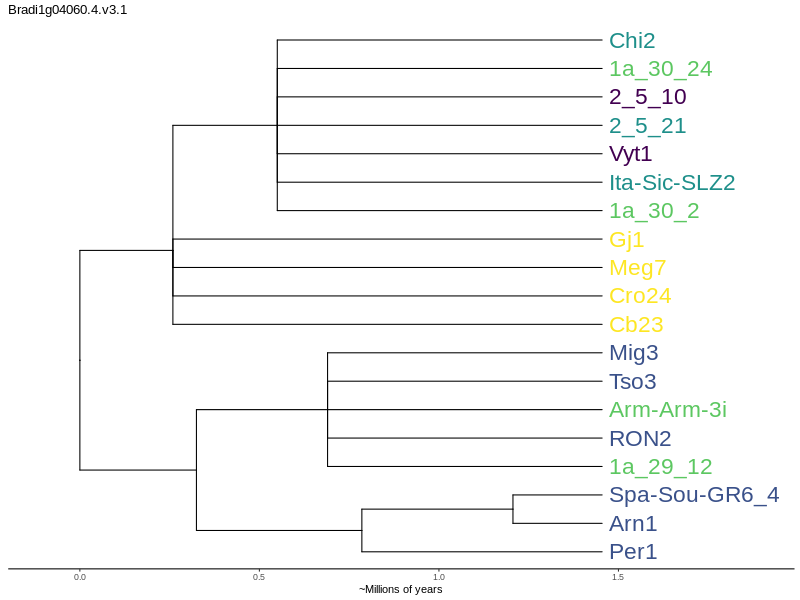 Bradi1g04060.4.v3.1
Chi2
1a_30_24
2_5_10
2_5_21
Vyt1
Ita-Sic-SLZ2
1a_30_2
Gj1
Meg7
Cro24
Cb23
Mig3
Tso3
Arm-Arm-3i
RON2
1a_29_12
Spa-Sou-GR6_4
Arn1
Per1
0.0 0.5 1.0 1.5
~Millions of years